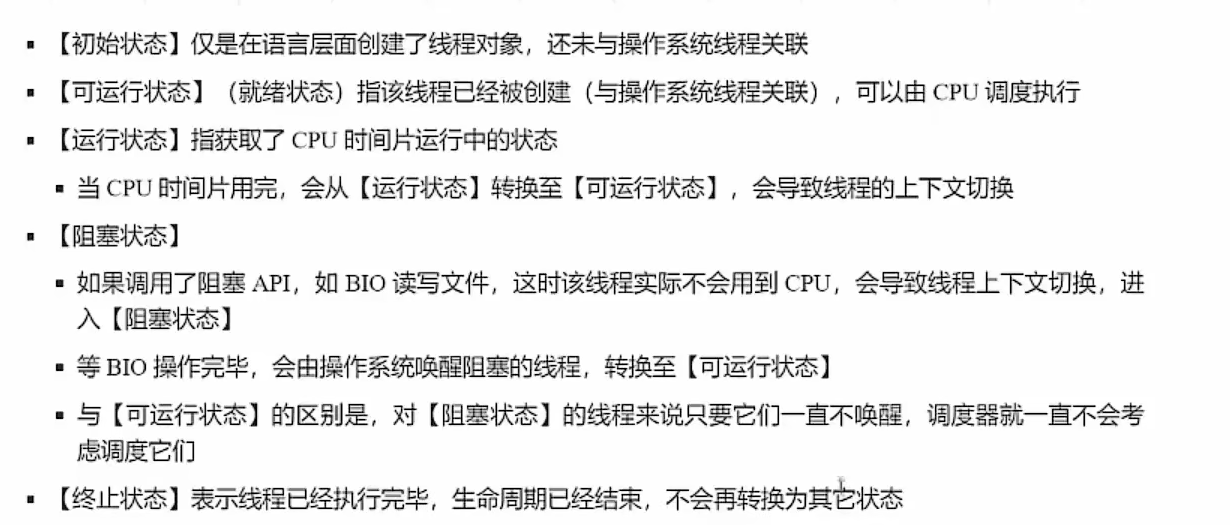 ▪ 【初始状态】仅是在语言层面创建了线程对象，还未与操作系统线程关联
▪ 【可运行状态】（就绪状态）指该线程已经被创建（与操作系统线程关联），可以由 CPU 调度执行
▪ 【运行状态】指获取了 CPU 时间片运行中的状态
▪ 当 CPU 时间片用完，会从【运行状态】转换至【可运行状态】，会导致线程的上下文切换
▪ 【阻塞状态】
▪ 如果调用了阻塞 API，如 BIO 读写文件，这时该线程实际不会用到 CPU，会导致线程上下文切换，进
入【阻塞状态】
▪ 等 BIO 操作完毕，会由操作系统唤醒阻塞的线程，转换至【可运行状态】
▪ 与【可运行状态】的区别是，对【阻塞状态】的线程来说只要它们一直不唤醒，调度器就一直不会考
虑调度它们
▪ 【终止状态】表示线程已经执行完毕，生命周期已经结束，不会再转换为其它状态